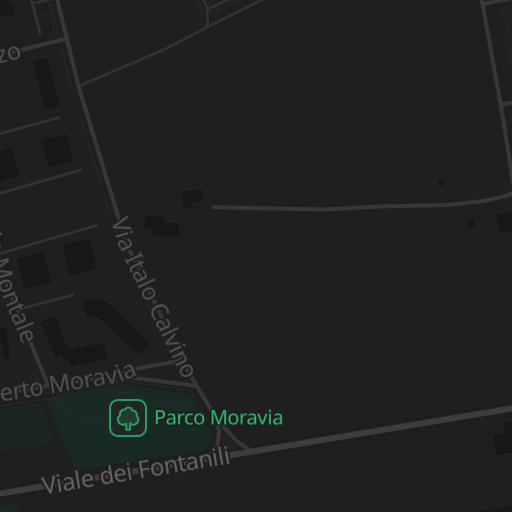 zo
Via Italo Calvino
Montale
erto Moravia
Parco Moravia
Viale dei Fontanili